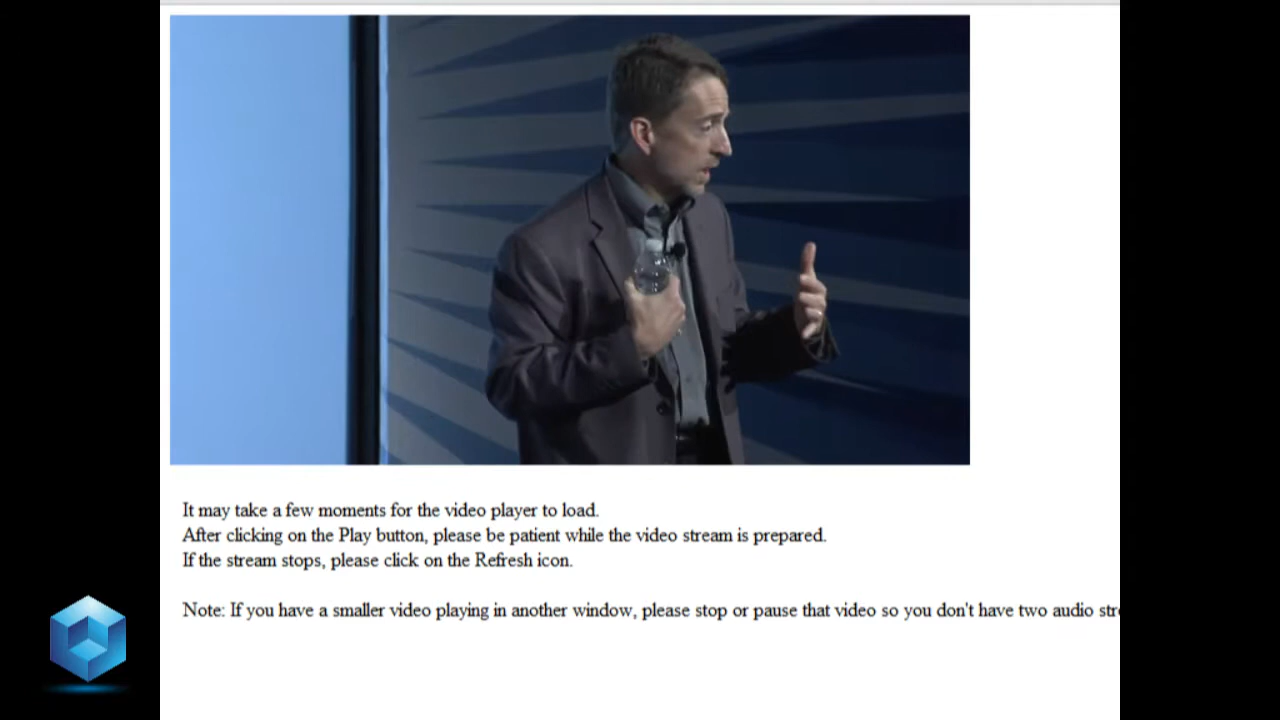 It may take a few moments for the video player to load.
After clicking on the Play button, please be patient while the video stream is prepared.
If the stream stops, please click on the Refresh icon.
Note: If you have a smaller video playing in another window, please stop or pause that video so you don't have two audio